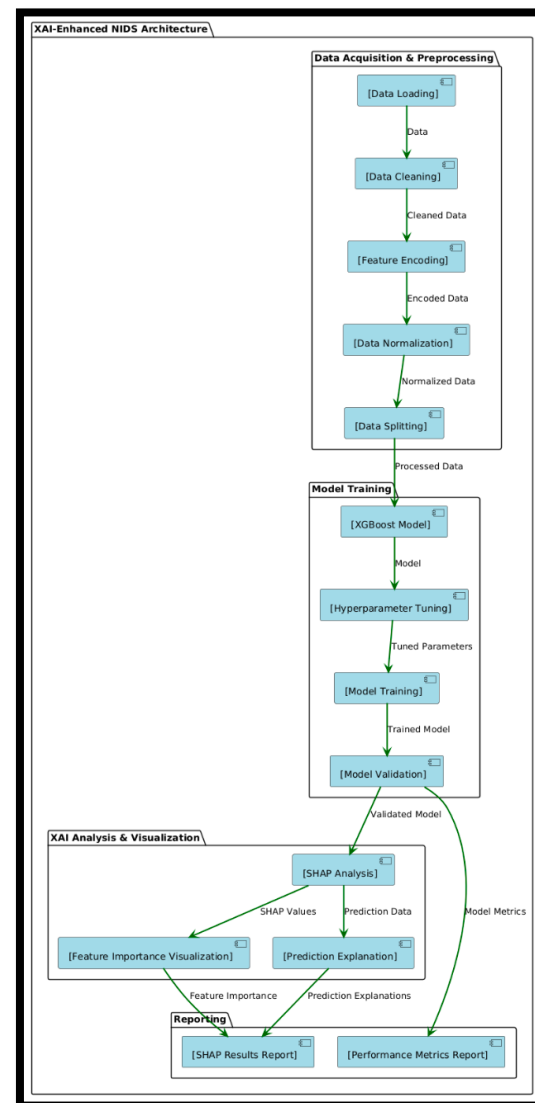 XAI-Enhanced NIDS Architecture
Data Acquisition & Preprocessing
[Data Loading]
Data
[Data Cleaning]
Cleaned Data
[Feature Encoding]
Encoded Data
[Data Normalization]
Normalized Data
[Data Splitting]
Processed Data
Model Training
[XGBoost Model]
Model
[Hyperparameter Tuning]
Tuned Parameters
[Model Training]
Trained Model
[Model Validation]
Validated Model
XAI Analysis & Visualization
[SHAP Analysis]
SHAP Values
Prediction Data
Model Metrics
[Feature Importance Visualization]
[Prediction Explanation]
Feature Importance
Prediction Explanations
Reporting
[SHAP Results Report]
[Performance Metrics Report]